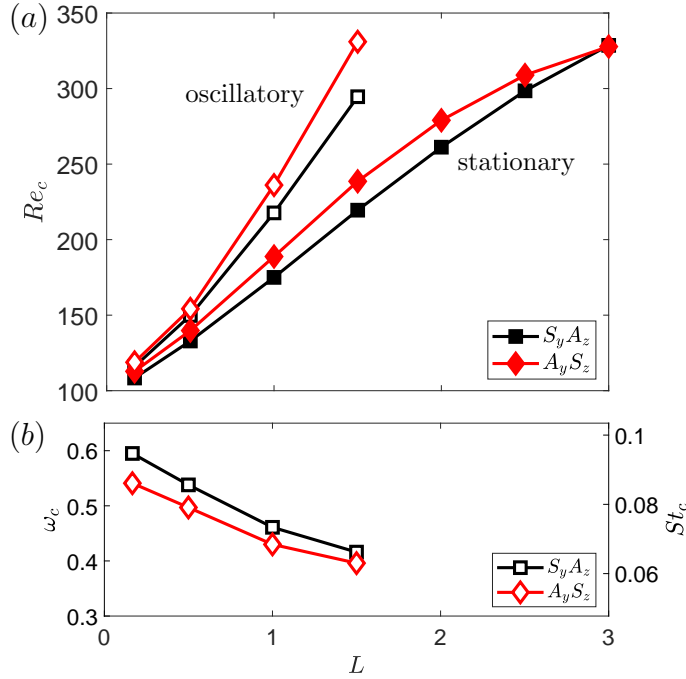 (a)
350
300
250
200
150
100
Re_c
oscillatory
stationary
S_yA_z
A_yS_z
(b)
0.6
0.5
0.4
0.3
ω_c
0.1
0.08
0.06
St_c
S_yA_z
A_yS_z
0 1 2 3
L